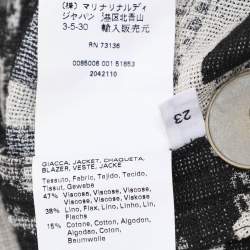 (株) マリナリナルディ
ジャパン 港区北青山
3-5-30 輸入販売元
RN 73136
0085006 001 51853
2042110
23
GIACCA, JACKET, CHAQUETA,
BLAZER, VESTE, JACKE
Tessuto, Fabric, Tejido, Tecido,
Tissu, Gewebe
47% Viscosa, Viscose, Viscosa,
Viscose, Viscose, Viskose
38% Lino, Flax, Lino, Linho, Lin,
Flachs
15% Cotone, Cotton, Algodon,
Algodao, Coton,
Baumwolle